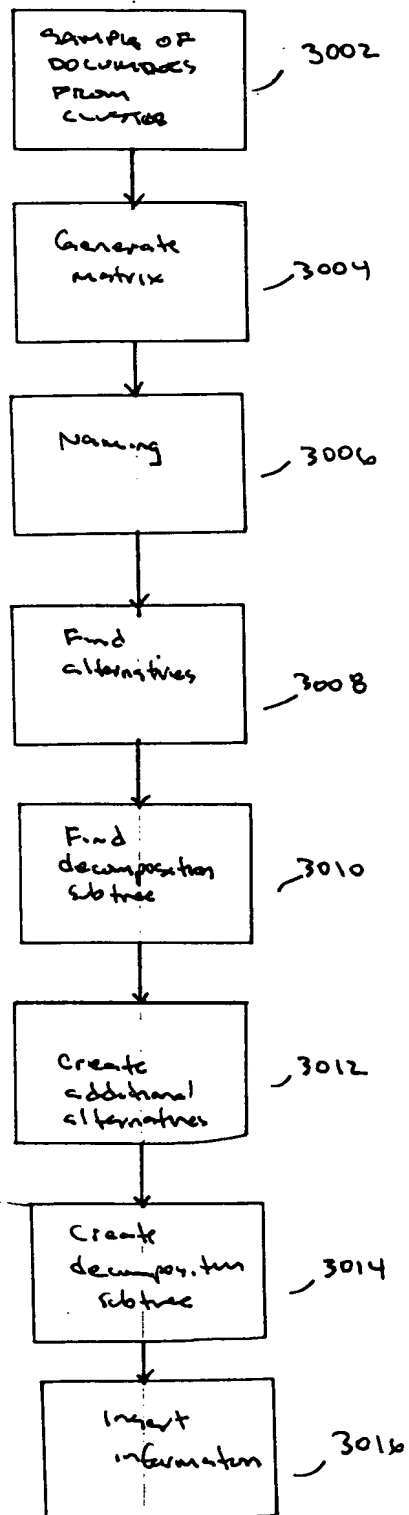 SAMPLE OF
DOCUMENTS
FROM
CLUSTER
3002
Generate
matrix
3004
Naming
3006
Find
alternatives
3008
Find
decomposition
subtree
3010
Create
additional
alternatives
3012
Create
decomposition
subtree
3014
Insert
information
3016